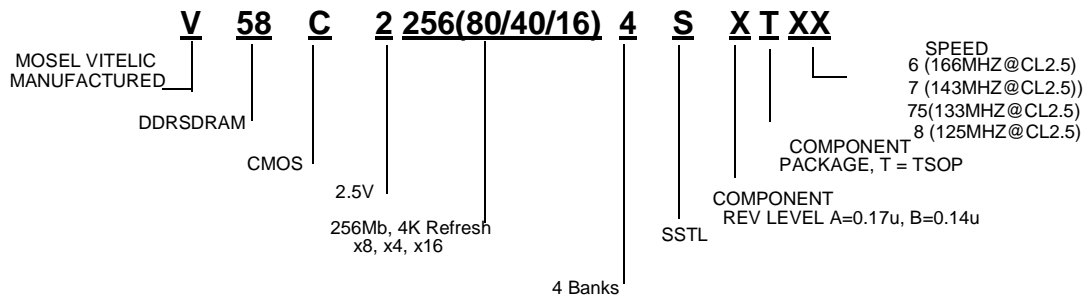 V 58 C 2 256(80/40/16) 4 S X T XX
MOSEL VITELIC
MANUFACTURED
DDRSDRAM
CMOS
2.5V
256Mb, 4K Refresh
x8, x4, x16
4 Banks
SSTL
COMPONENT
REV LEVEL A=0.17u, B=0.14u
COMPONENT
PACKAGE, T = TSOP
SPEED
6 (166MHZ@CL2.5)
7 (143MHZ@CL2.5))
75(133MHZ@CL2.5)
8 (125MHZ@CL2.5)